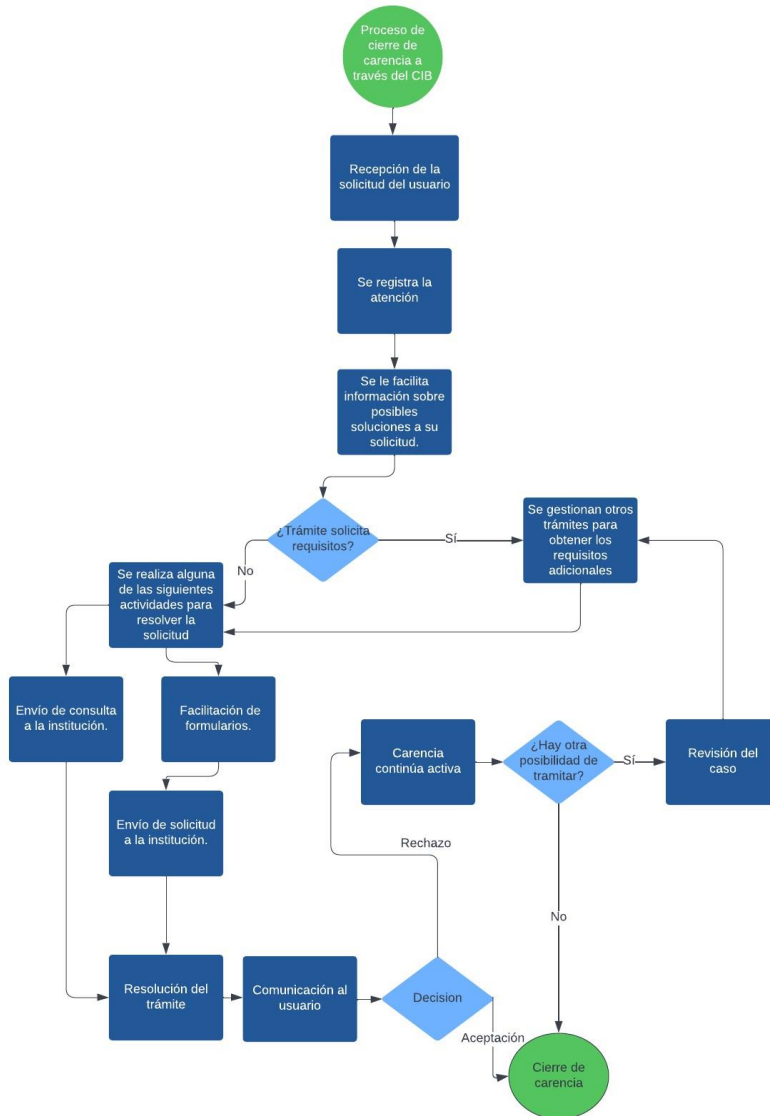 Proceso de
cierre de
carencia a
través del CIB
Recepción de la
solicitud del usuario
Se registra la
atención
Se le facilita
información sobre
posibles
soluciones a su
solicitud.
¿Trámite solicita
requisitos?
Sí
No
Se gestionan otros
trámites para
obtener los
requisitos
adicionales
Se realiza alguna
de las siguientes
actividades para
resolver la
solicitud
Envío de consulta
a la institución.
Facilitación de
formularios.
Envío de solicitud
a la institución.
Resolución del
trámite
Comunicación al
usuario
Decision
Rechazo
Aceptación
Carencia
continúa activa
¿Hay otra
posibilidad de
tramitar?
Sí
No
Revisión del
caso
Cierre de
carencia